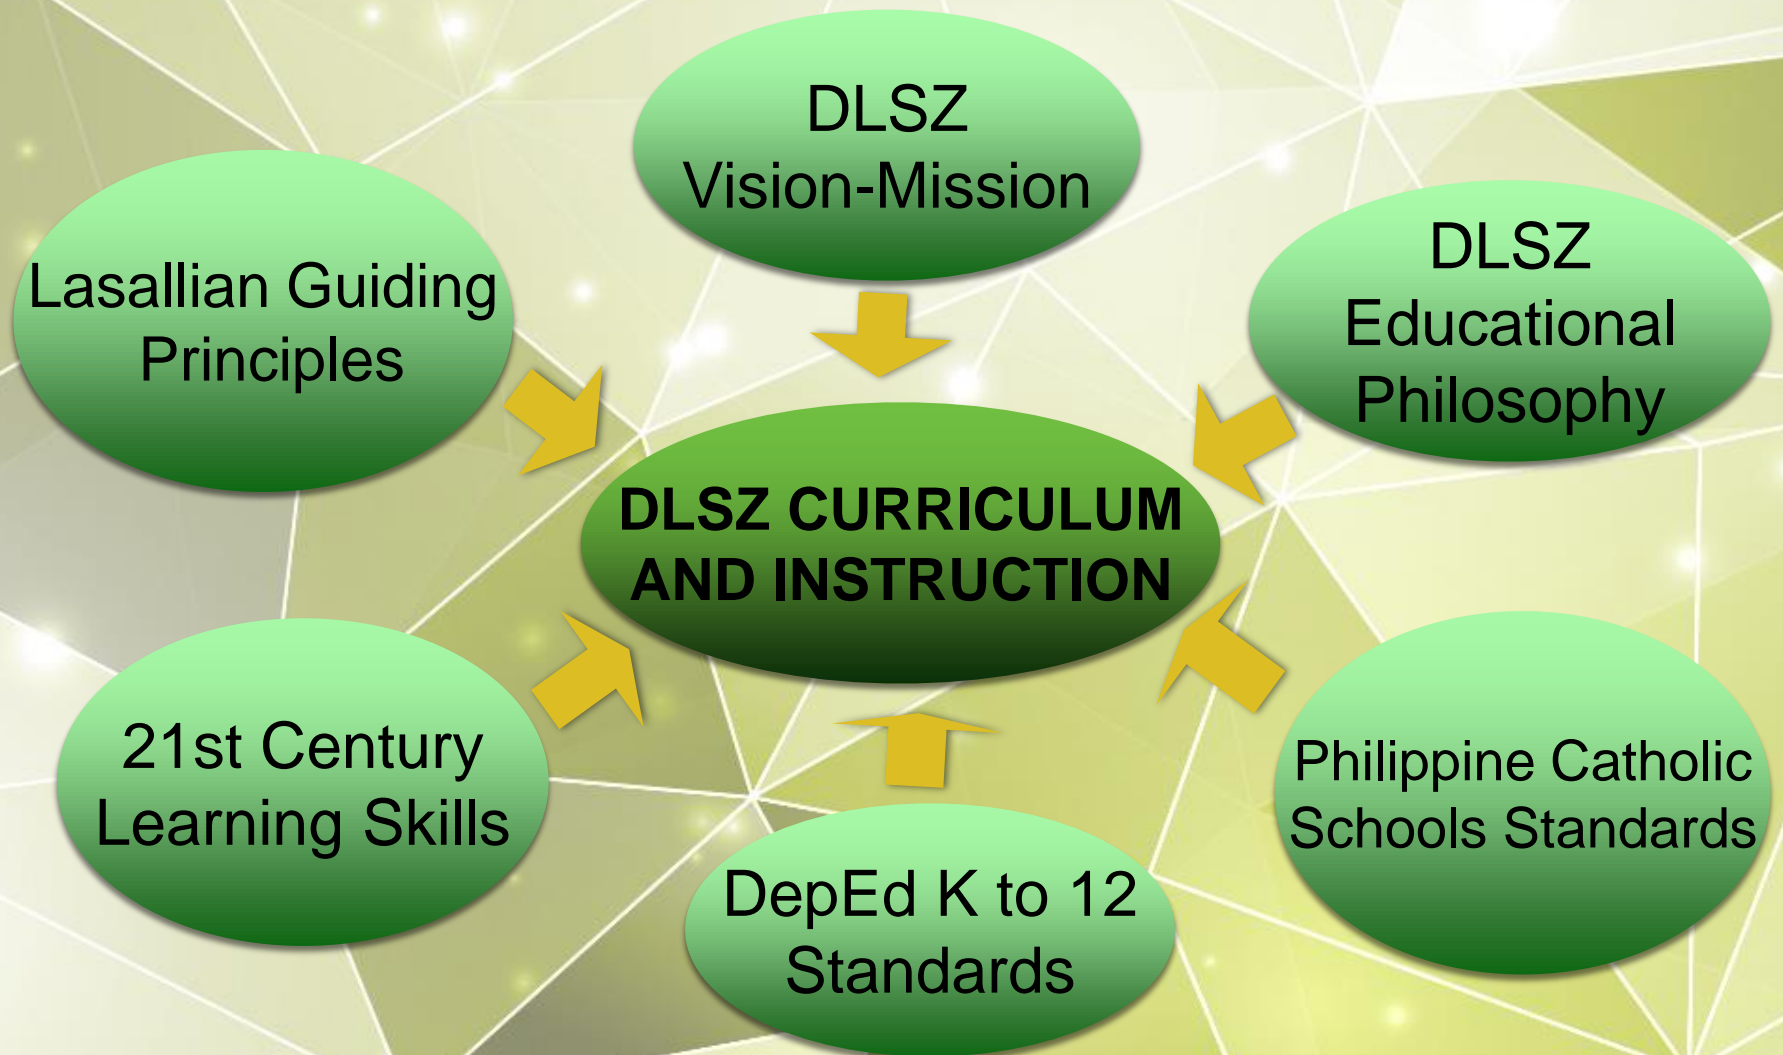 DLSZ
Vision-Mission
Lasallian Guiding
Principles
DLSZ
Educational
Philosophy
DLSZ CURRICULUM
AND INSTRUCTION
21st Century
Learning Skills
Philippine Catholic
Schools Standards
DepEd K to 12
Standards